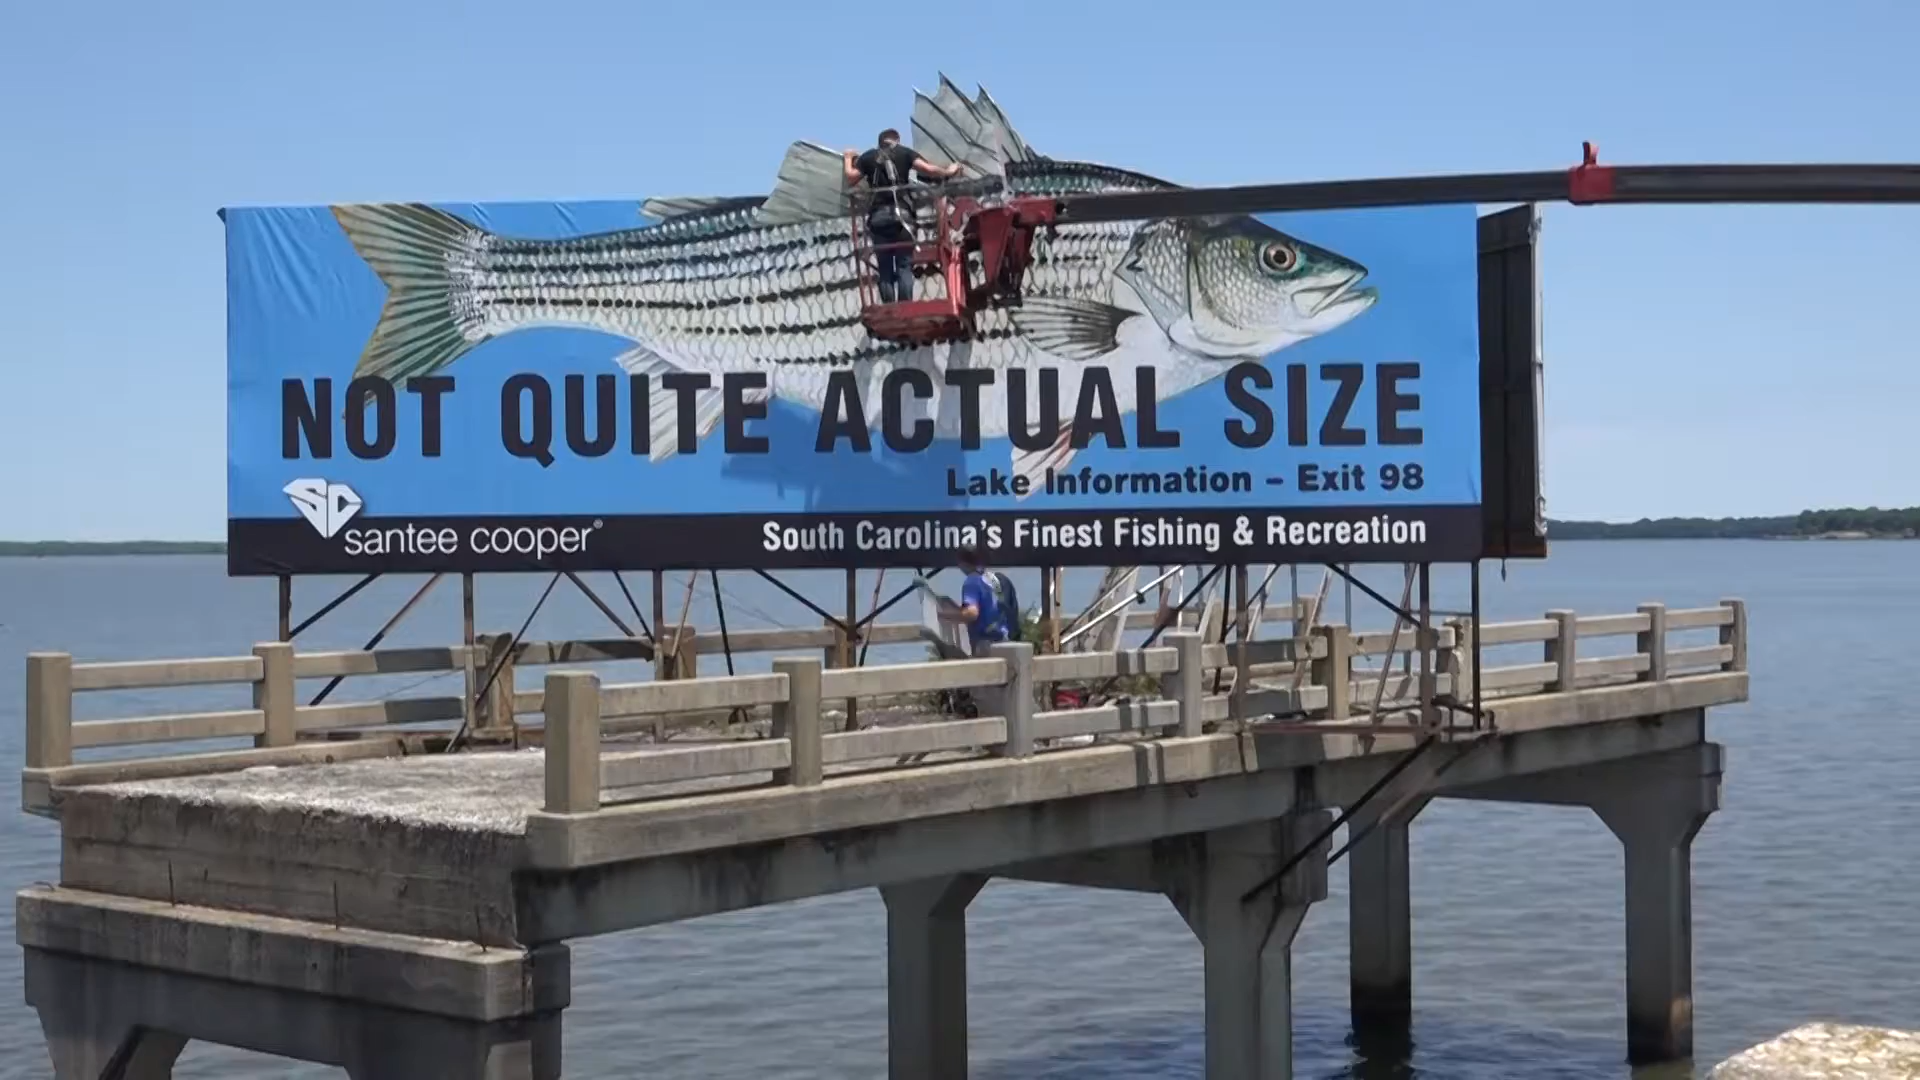 NOT QUITE ACTUAL SIZE
Lake Information - Exit 98
SC
santee cooper®
South Carolina's Finest Fishing & Recreation